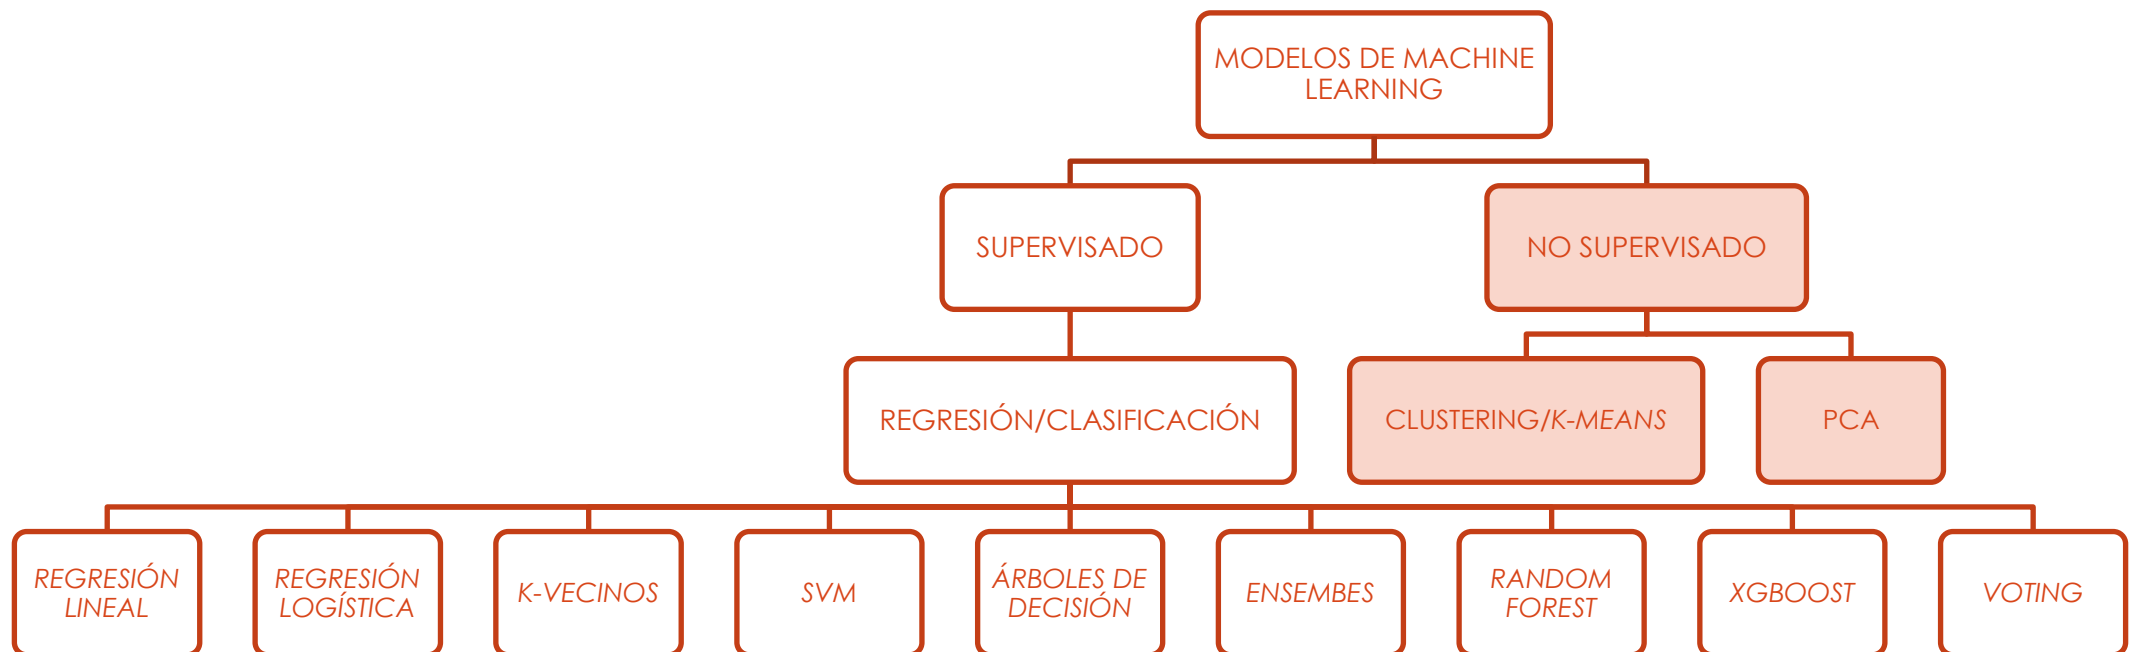 MODELOS DE MACHINE
LEARNING
SUPERVISADO
NO SUPERVISADO
REGRESIÓN/CLASIFICACIÓN
CLUSTERING/K-MEANS
PCA
REGRESIÓN
LINEAL
REGRESIÓN
LOGÍSTICA
K-VECINOS
SVM
ÁRBOLES DE
DECISIÓN
ENSEMBES
RANDOM
FOREST
XGBOOST
VOTING